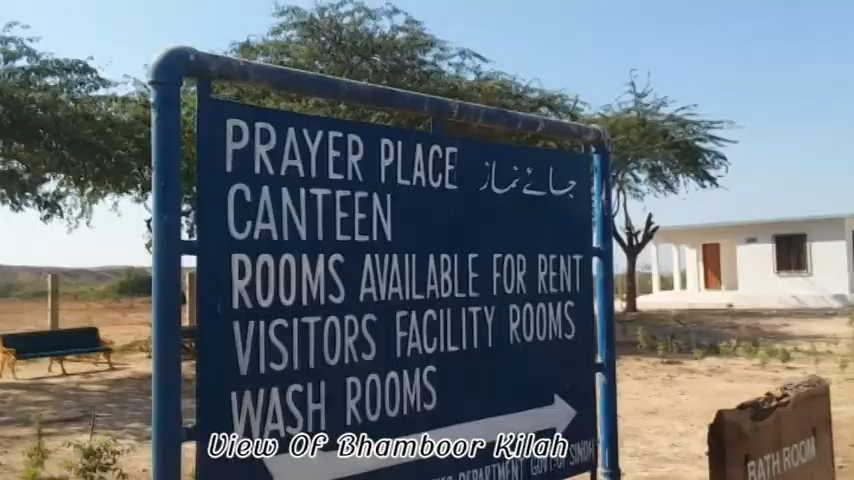 PRAYER PLACE جائے نماز
CANTEEN
ROOMS AVAILABLE FOR RENT
VISITORS FACILITY ROOMS
WASH ROOMS
View Of Bhamboor Kilah
DEPARTMENT GOVT: OF SINDH
BATH ROOM